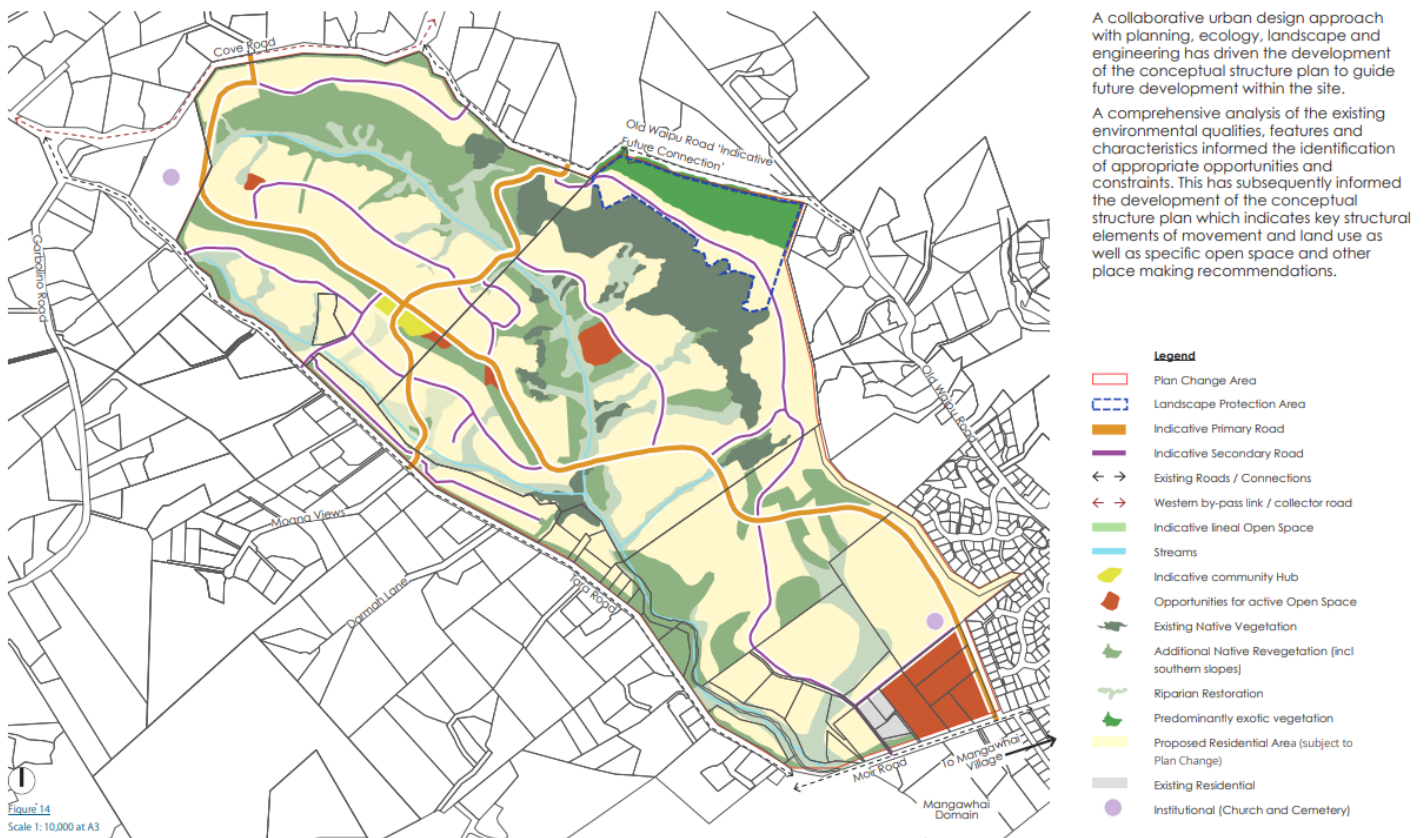 A collaborative urban design approach
with planning, ecology, landscape and
engineering has driven the development
of the conceptual structure plan to guide
future development within the site.
A comprehensive analysis of the existing
environmental qualities, features and
characteristics informed the identification
of appropriate opportunities and
constraints. This has subsequently informed
the development of the conceptual
structure plan which indicates key structural
elements of movement and land use as
well as specific open space and other
place making recommendations.
Legend
Plan Change Area
Landscape Protection Area
Indicative Primary Road
Indicative Secondary Road
Existing Roads / Connections
Western by-pass link / collector road
Indicative lineal Open Space
Streams
Indicative community Hub
Opportunities for active Open Space
Existing Native Vegetation
Additional Native Revegetation (incl
southern slopes)
Riparian Restoration
Predominantly exotic vegetation
Proposed Residential Area (subject to
Plan Change)
Existing Residential
Institutional (Church and Cemetery)
Cove Road
Old Waipu Road 'Indicative
Future Connection'
Garbolino Road
Old Waipu Road
Moana Views
Darmah Lane
Tara Road
Moir Road
To Mangawhai
Village
Mangawhai
Domain
Figure 14
Scale 1: 10,000 at A3